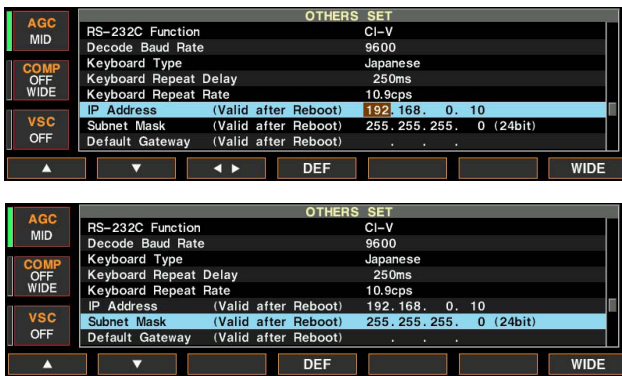 OTHERS SET
AGC
MID
COMP
OFF
WIDE
VSC
OFF
RS-232C Function CI-V
Decode Baud Rate 9600
Keyboard Type Japanese
Keyboard Repeat Delay 250ms
Keyboard Repeat Rate 10.9cps
IP Address (Valid after Reboot) 192.168. 0. 10
Subnet Mask (Valid after Reboot) 255.255.255. 0 (24bit)
Default Gateway (Valid after Reboot) . . .
▲ ▼ ◀ ▶ DEF WIDE
OTHERS SET
AGC
MID
COMP
OFF
WIDE
VSC
OFF
RS-232C Function CI-V
Decode Baud Rate 9600
Keyboard Type Japanese
Keyboard Repeat Delay 250ms
Keyboard Repeat Rate 10.9cps
IP Address (Valid after Reboot) 192.168. 0. 10
Subnet Mask (Valid after Reboot) 255.255.255. 0 (24bit)
Default Gateway (Valid after Reboot) . . .
▲ ▼ DEF WIDE